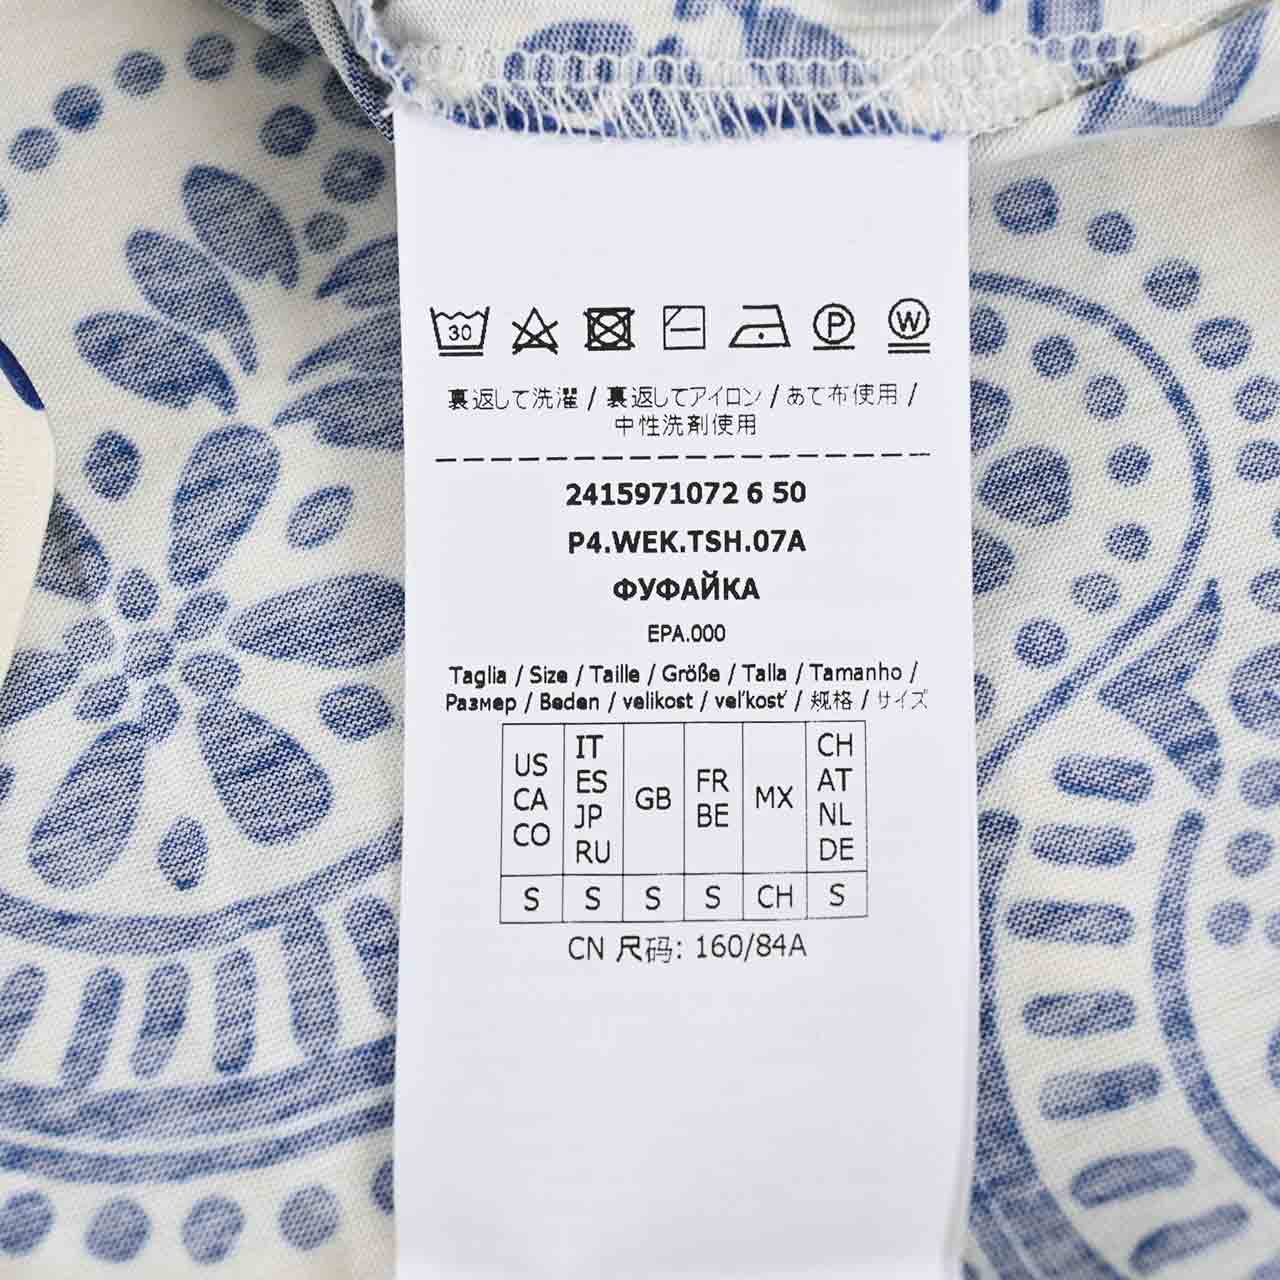 30 P W
裏返して洗濯 / 裏返してアイロン / あて布使用 /
中性洗剤使用
2415971072 6 50
P4.WEK.TSH.07A
ФУФАЙКА
EPA.000
Taglia / Size / Taille / Größe / Talla / Tamanho /
Размер / Beden / velikost / veľkosť / 规格 / サイズ
US CA CO
IT ES JP RU
GB
FR BE
MX
CH AT NL DE
S S S S CH S
CN 尺码: 160/84A